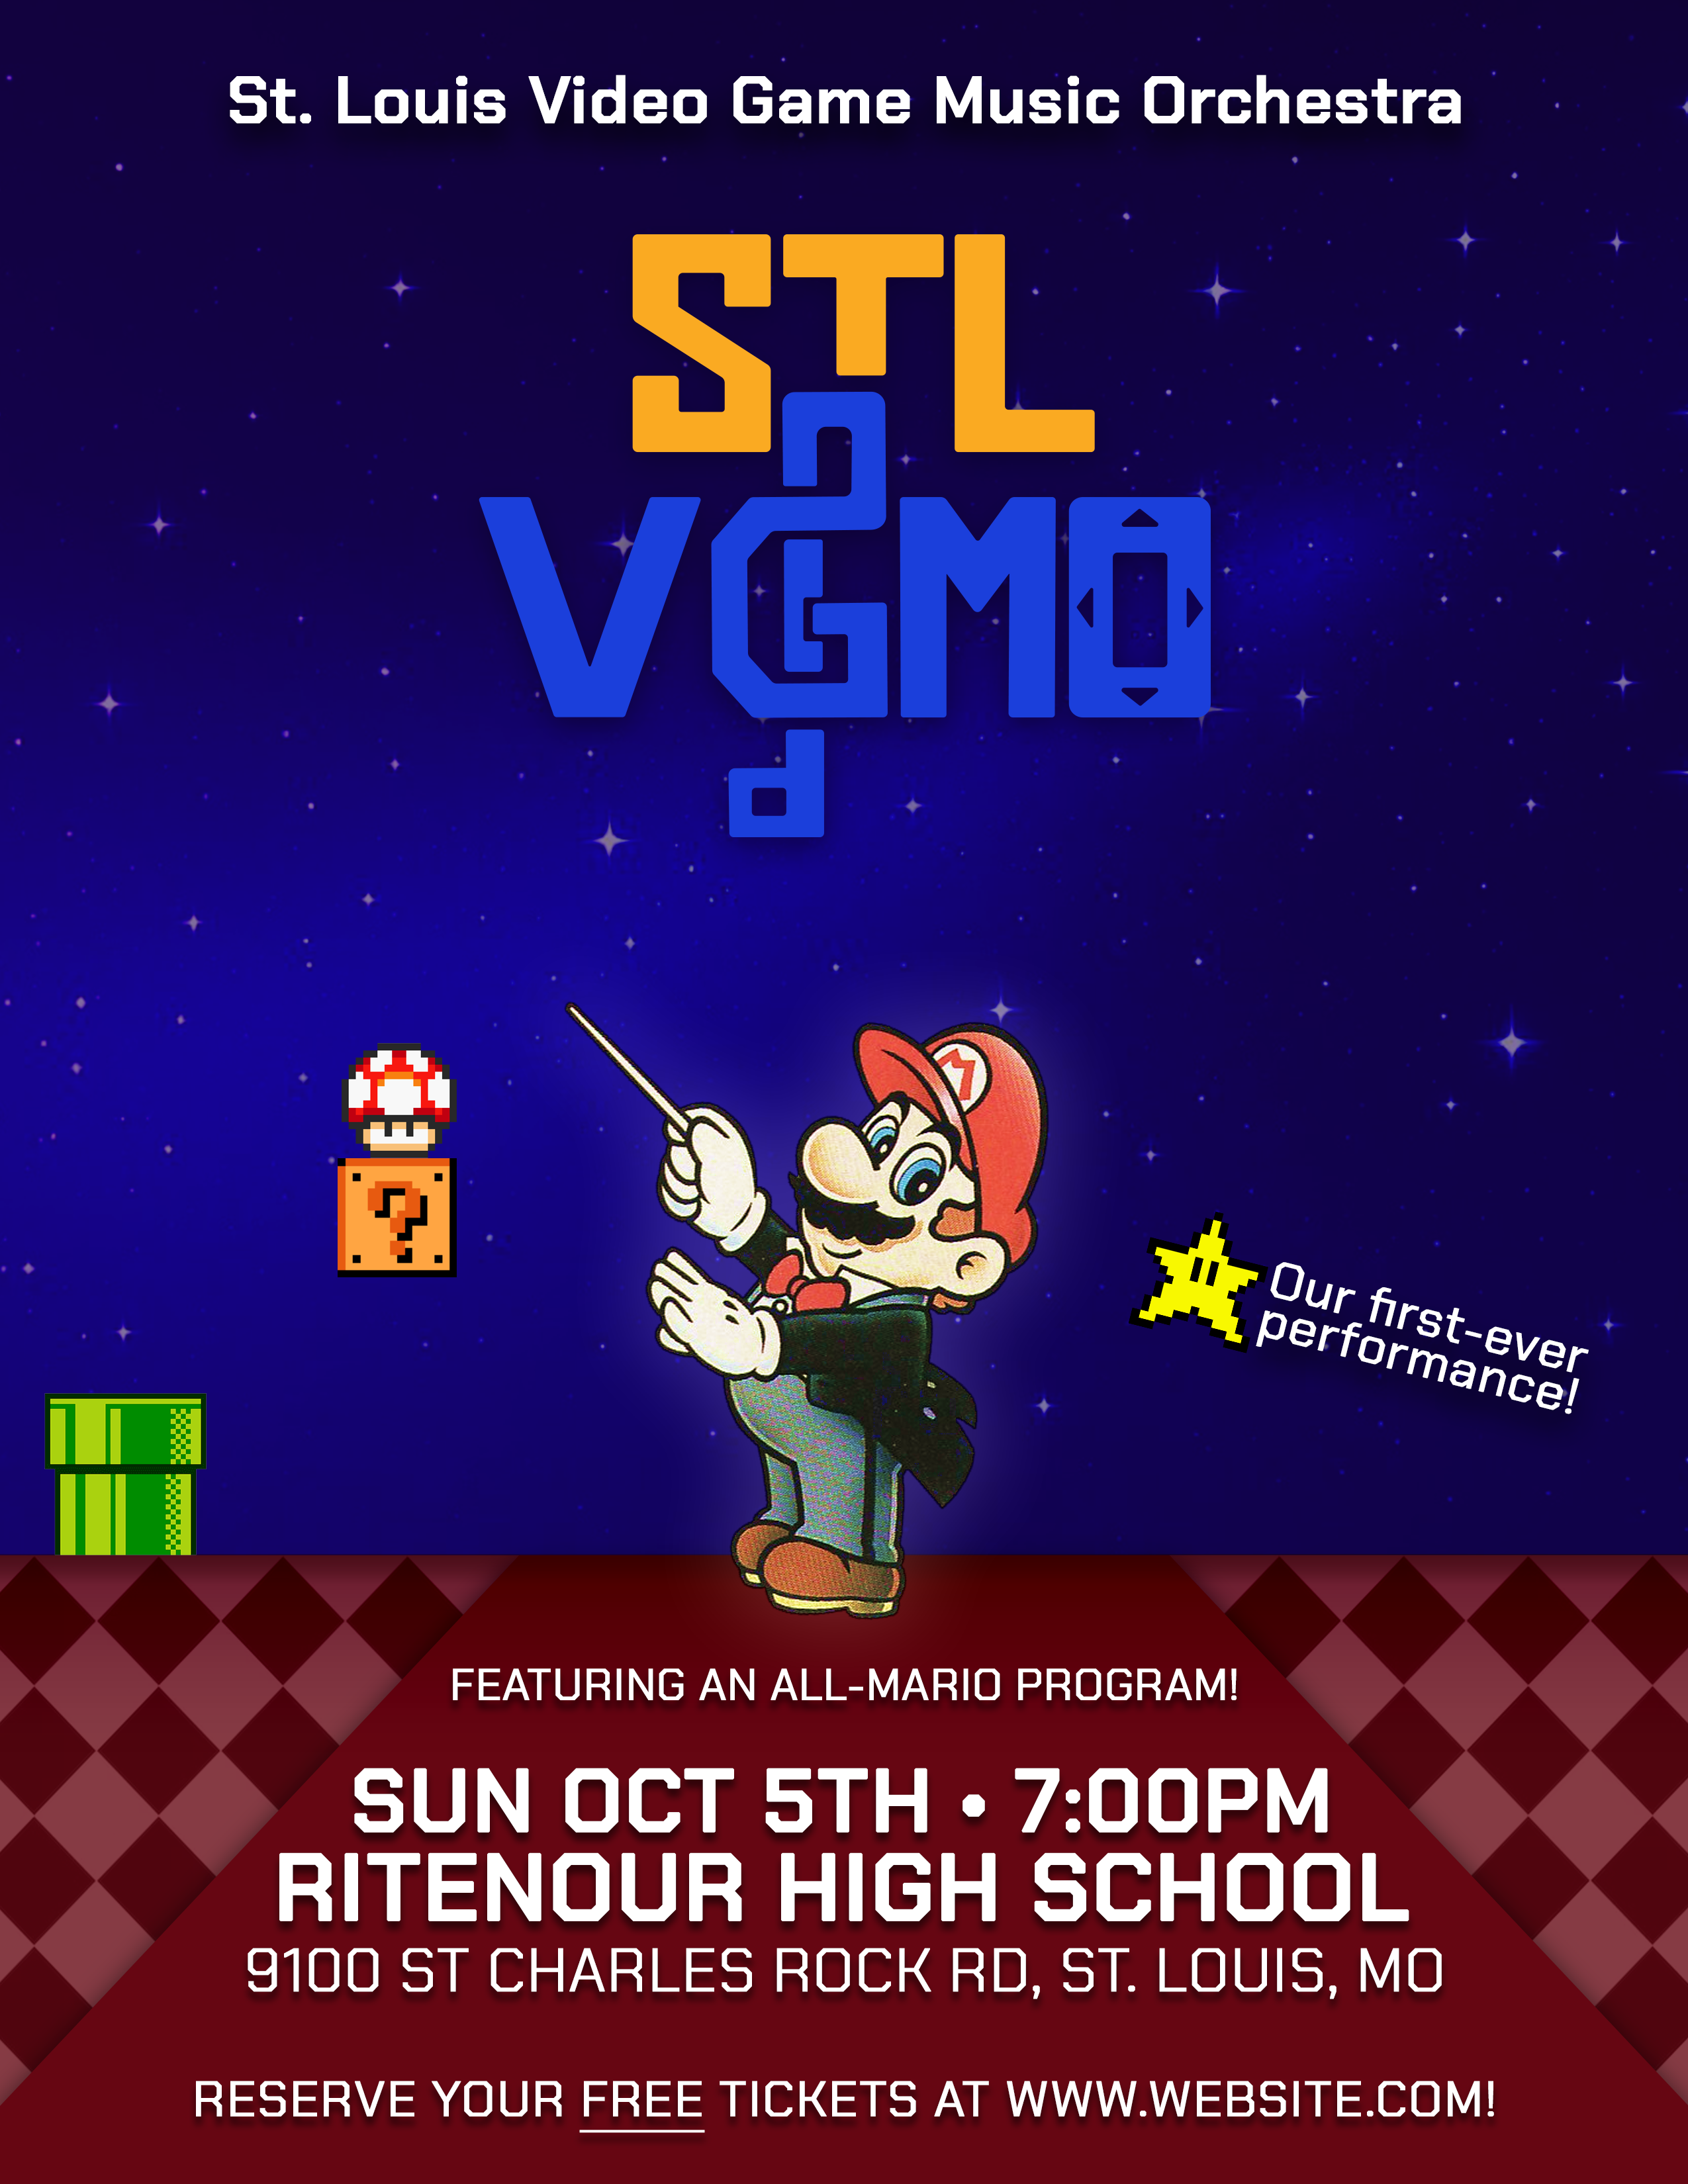 St. Louis Video Game Music Orchestra
STL
VGMO
M
?
Our first-ever
performance!
FEATURING AN ALL-MARIO PROGRAM!
SUN OCT 5TH • 7:00PM
RITENOUR HIGH SCHOOL
9100 ST CHARLES ROCK RD, ST. LOUIS, MO
RESERVE YOUR FREE TICKETS AT WWW.WEBSITE.COM!